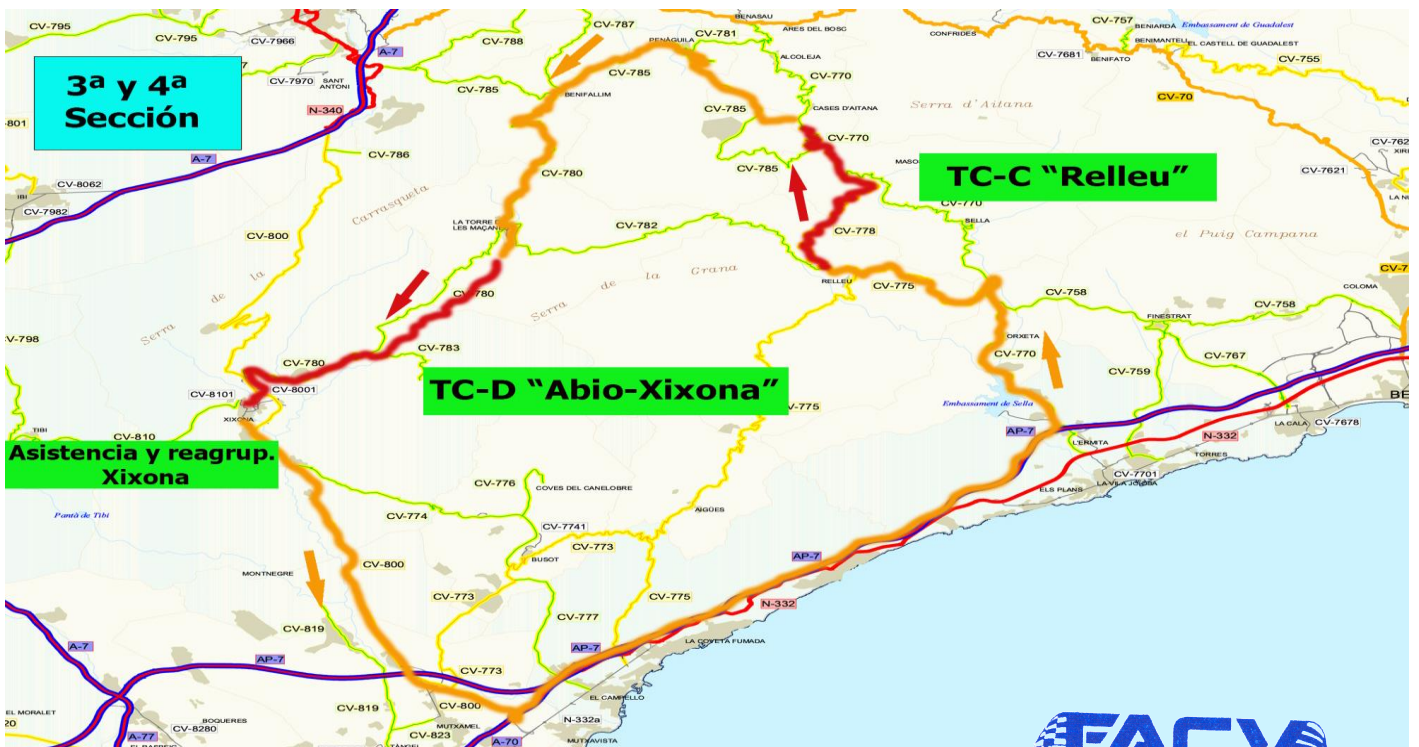 CV-795
CV-795
CV-7966
CV-787
CV-788
BENASAU
ARES DEL BOSC
CONFRIDES
CV-757
BENIARDÀ
Embassament de Guadalest
BENIMANTELL
EL CASTELL DE GUADALEST
CV-7681
BENIFATO
CV-755
A-7
PENÀGUILA
CV-781
ALCOLEJA
3ª y 4ª
Sección
CV-7970
SANT
ANTONI
CV-785
CV-785
CV-770
N-340
BENIFALLIM
CV-785
CASES D'AITANA
Serra d'Aitana
CV-70
-801
A-7
CV-786
CV-770
CV-780
CV-785
TC-C "Relleu"
CV-7621
CV-8062
IBI
CV-7982
Carrasqueta
LA TORRE
LES MAÇANES
CV-770
SELLA
CV-782
CV-778
el Puig Campana
CV-800
Serra de la
Serra de la Grana
CV-780
RELLEU
CV-775
CV-758
CV-758
COLOMA
FINESTRAT
V-798
ORXETA
CV-780
CV-783
CV-770
CV-767
CV-759
CV-8101
CV-8001
XIXONA
TC-D "Abio-Xixona"
CV-775
Embassament de Sella
TIBI
CV-810
AP-7
L'ERMITA
N-332
LA CALA
CV-7678
Asistencia y reagrup.
Xixona
TORRES
CV-7701
LA VILA JOIOSA
ELS PLANS
CV-776
COVES DEL CANELOBRE
Pantà de Tibi
CV-774
AIGÜES
CV-7741
CV-773
BUSOT
CV-800
AP-7
MONTNEGRE
CV-773
CV-775
N-332
CV-777
CV-819
LA COVETA FUMADA
A-7
AP-7
CV-773
AP-7
EL CAMPELLO
EL MORALET
CV-819
CV-800
BOQUERES
MUTXAMEL
N-332a
A-77
CV-8280
CV-823
TÀNGEL
A-70
MUTXAVISTA
FACV